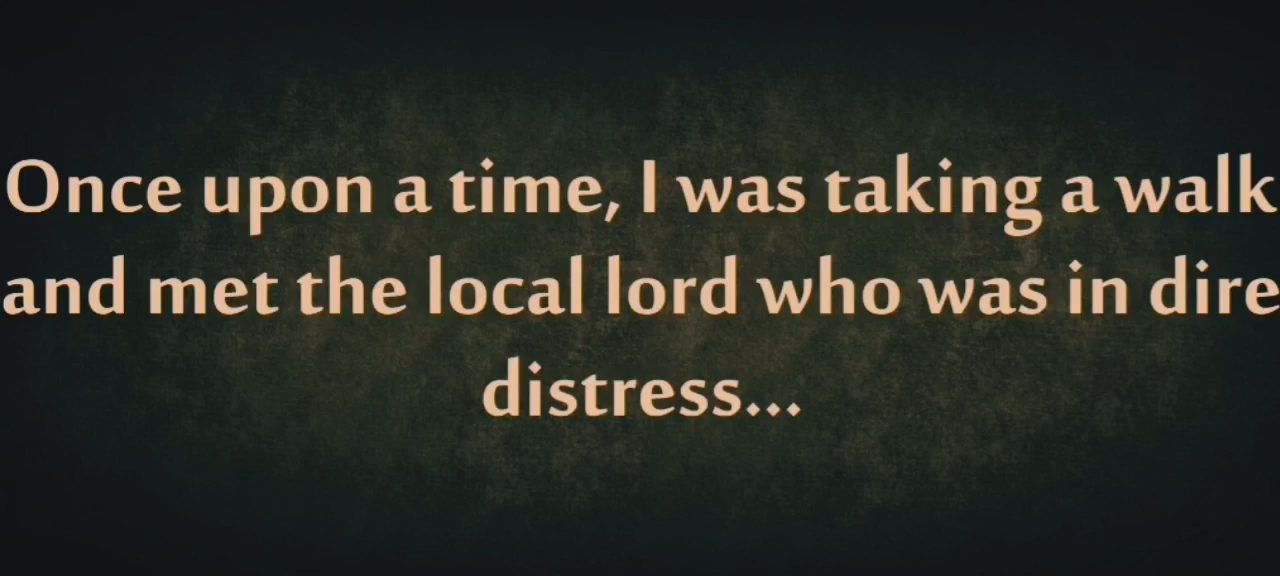 Once upon a time, I was taking a walk
and met the local lord who was in dire
distress...